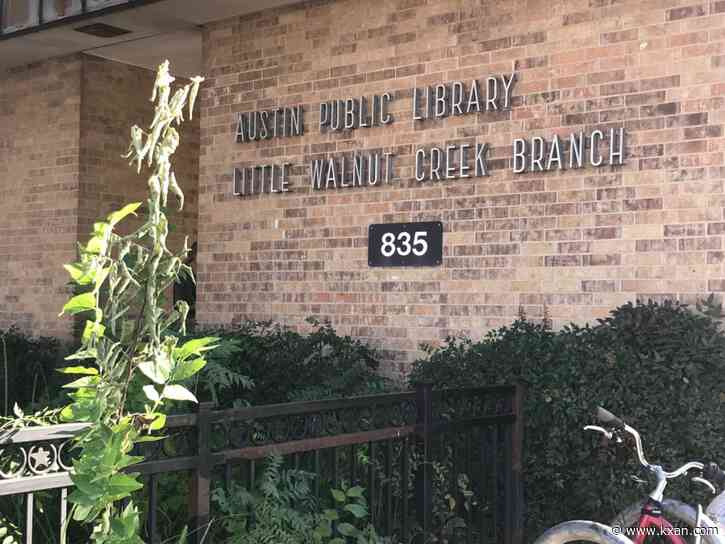 AUSTIN PUBLIC LIBRARY
LITTLE WALNUT CREEK BRANCH
835
www.kxan.com